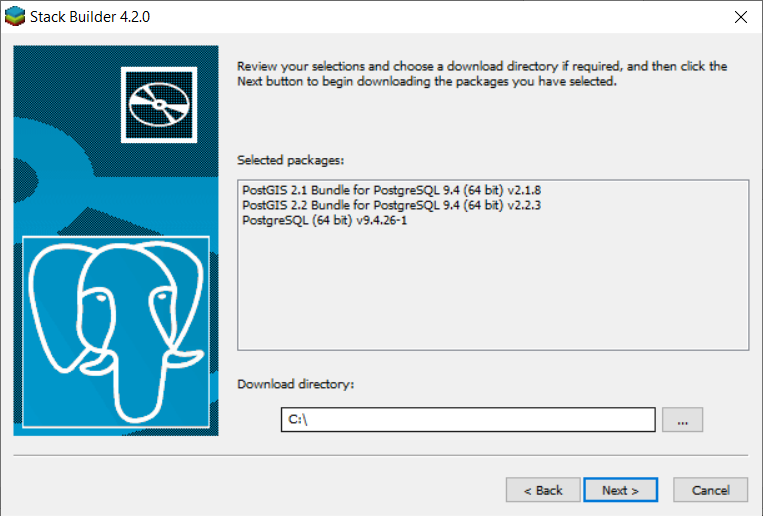 Stack Builder 4.2.0
Review your selections and choose a download directory if required, and then click the
Next button to begin downloading the packages you have selected.
Selected packages:
PostGIS 2.1 Bundle for PostgreSQL 9.4 (64 bit) v2.1.8
PostGIS 2.2 Bundle for PostgreSQL 9.4 (64 bit) v2.2.3
PostgreSQL (64 bit) v9.4.26-1
Download directory:
C:\
...
< Back
Next >
Cancel